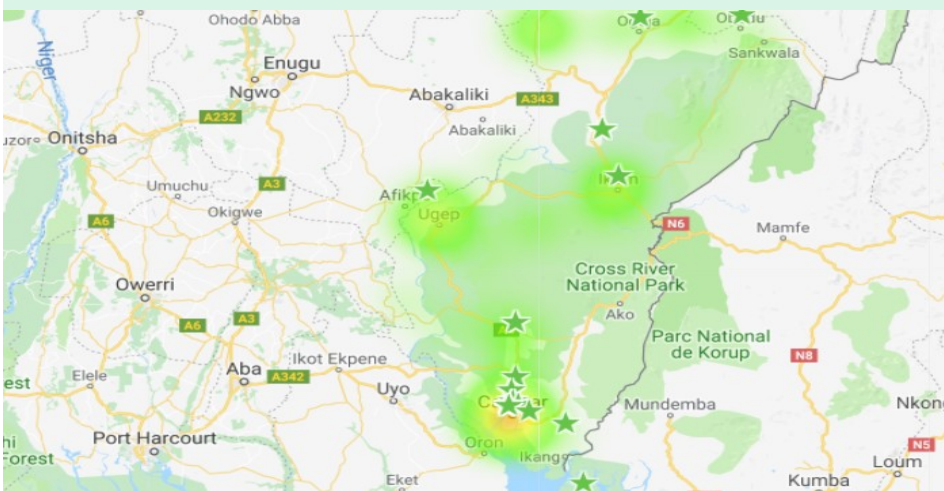 Ohodo Abba
Niger
Enugu
Ngwo
Sankwala
Abakaliki
A343
A232
Abakaliki
Onitsha
Umuchu
A3
Afikpo
Okigwe
Ugep
A6
N6
Mamfe
Cross River
National Park
Owerri
Ako
A6
A3
Parc National
de Korup
N8
Ikot Ekpene
Aba
A342
Elele
Uyo
Mundemba
Port Harcourt
Oron
Ikang
N5
Forest
Eket
Loum
Kumba